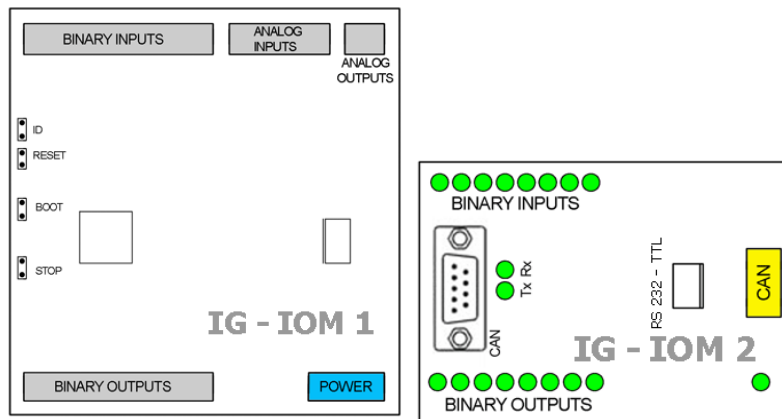 BINARY INPUTS
ANALOG
INPUTS
ANALOG
OUTPUTS
ID
RESET
BOOT
STOP
IG - IOM 1
BINARY OUTPUTS
POWER
BINARY INPUTS
Tx Rx
CAN
RS 232 - TTL
CAN
IG - IOM 2
BINARY OUTPUTS